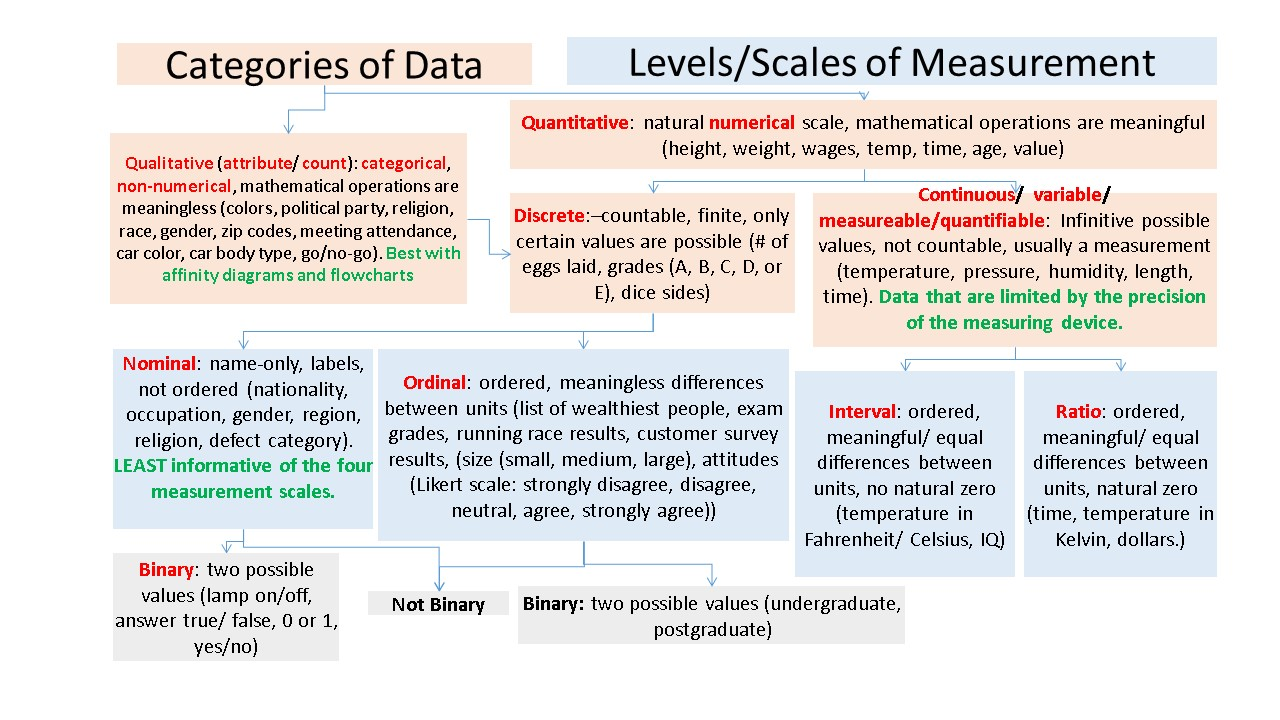 Categories of Data
Levels/Scales of Measurement
Quantitative: natural numerical scale, mathematical operations are meaningful
(height, weight, wages, temp, time, age, value)
Qualitative (attribute/ count): categorical,
non-numerical, mathematical operations are
meaningless (colors, political party, religion,
race, gender, zip codes, meeting attendance,
car color, car body type, go/no-go). Best with
affinity diagrams and flowcharts
Discrete:–countable, finite, only
certain values are possible (# of
eggs laid, grades (A, B, C, D, or
E), dice sides)
Continuous/ variable/
measureable/quantifiable: Infinitive possible
values, not countable, usually a measurement
(temperature, pressure, humidity, length,
time). Data that are limited by the precision
of the measuring device.
Nominal: name-only, labels,
not ordered (nationality,
occupation, gender, region,
religion, defect category).
LEAST informative of the four
measurement scales.
Ordinal: ordered, meaningless differences
between units (list of wealthiest people, exam
grades, running race results, customer survey
results, (size (small, medium, large), attitudes
(Likert scale: strongly disagree, disagree,
neutral, agree, strongly agree))
Interval: ordered,
meaningful/ equal
differences between
units, no natural zero
(temperature in
Fahrenheit/ Celsius, IQ)
Ratio: ordered,
meaningful/ equal
differences between
units, natural zero
(time, temperature in
Kelvin, dollars.)
Binary: two possible
values (lamp on/off,
answer true/ false, 0 or 1,
yes/no)
Not Binary
Binary: two possible values (undergraduate,
postgraduate)